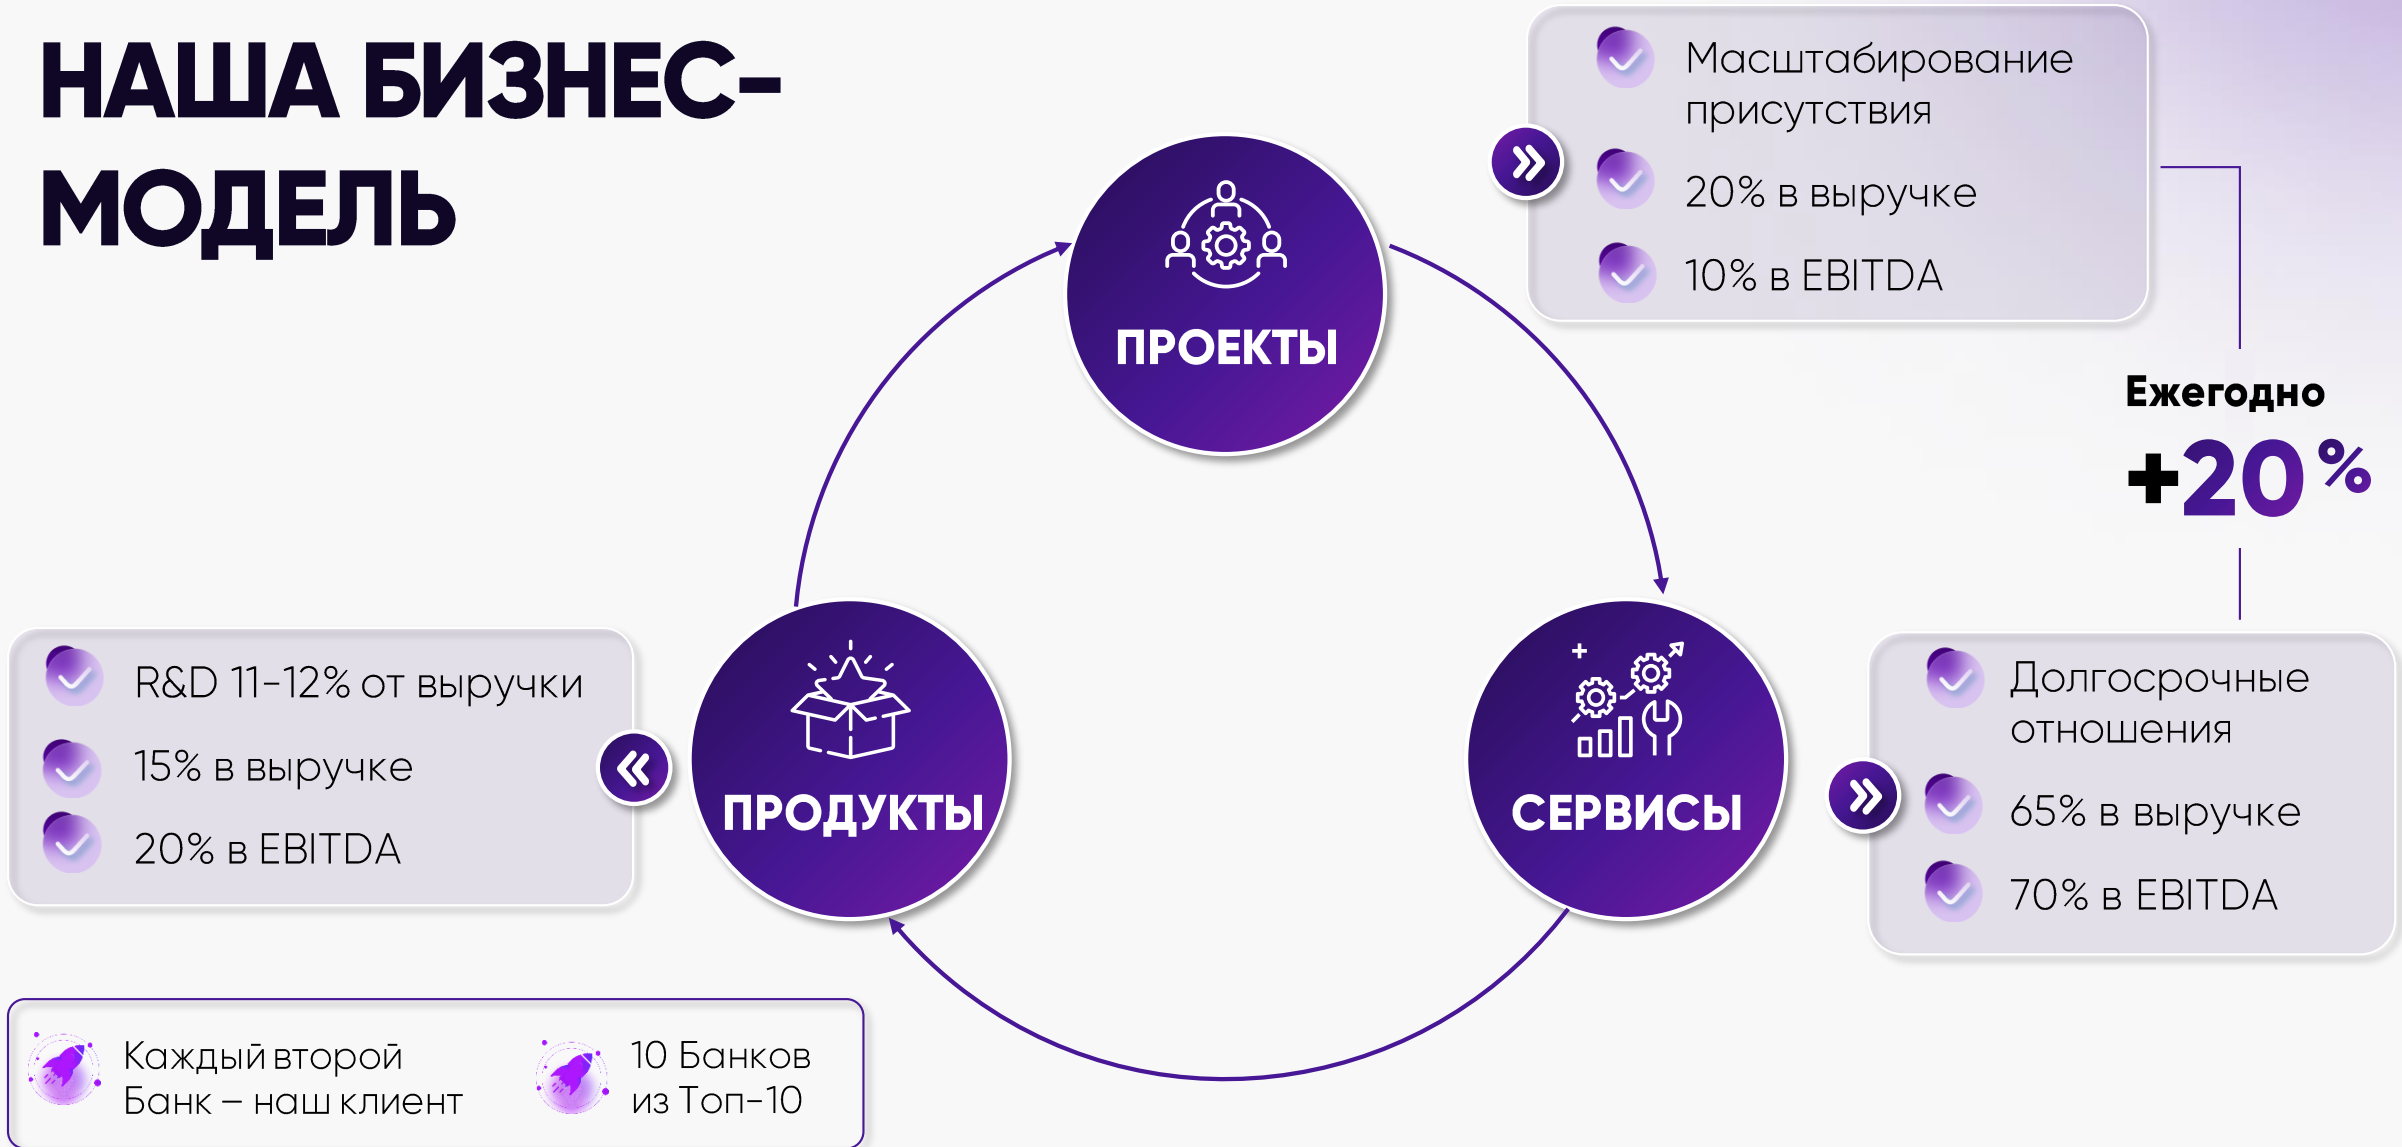 НАША БИЗНЕС-
МОДЕЛЬ
Масштабирование
присутствия
20% в выручке
10% в EBITDA
ПРОЕКТЫ
Ежегодно
+20%
R&D 11-12% от выручки
15% в выручке
20% в EBITDA
ПРОДУКТЫ
СЕРВИСЫ
Долгосрочные
отношения
65% в выручке
70% в EBITDA
Каждый второй
Банк – наш клиент
10 Банков
из Топ-10